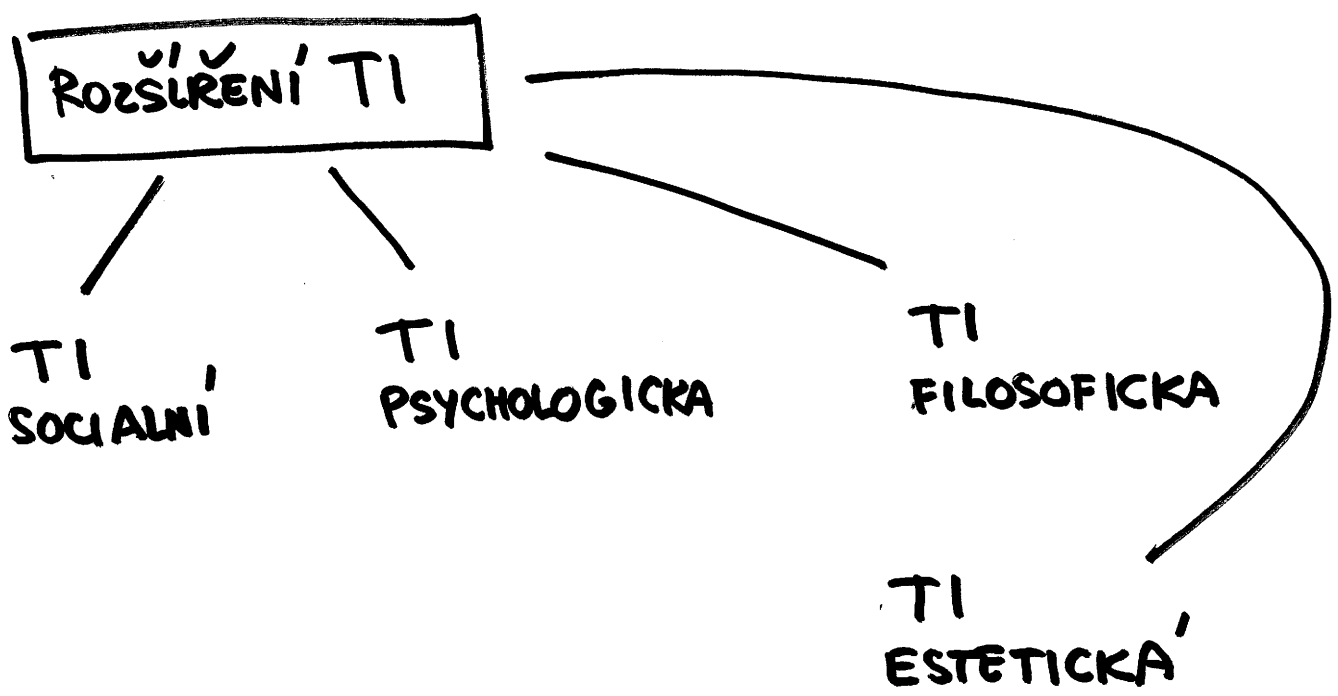 ROZŠÍŘENÍ TI
TI
SOCIALNÍ
TI
PSYCHOLOGICKA
TI
FILOSOFICKA
TI
ESTETICKÁ